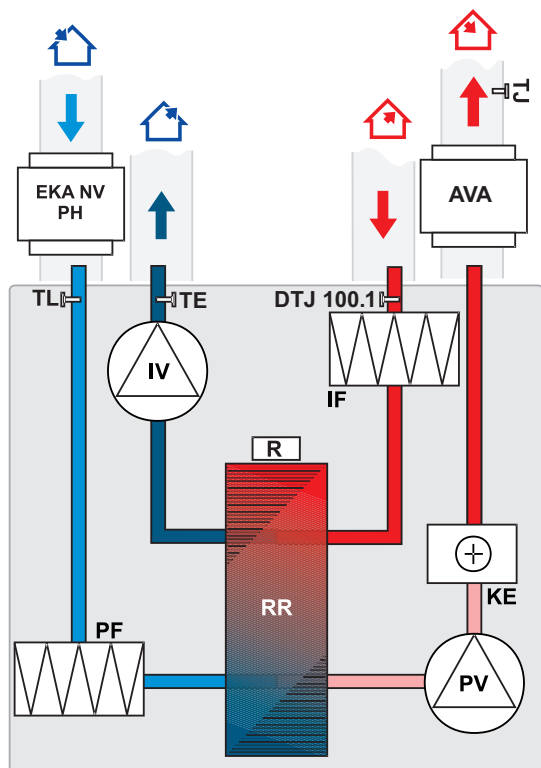 TJ
EKA NV
PH
AVA
TL
TE
DTJ 100.1
IV
IF
R
RR
KE
PF
PV